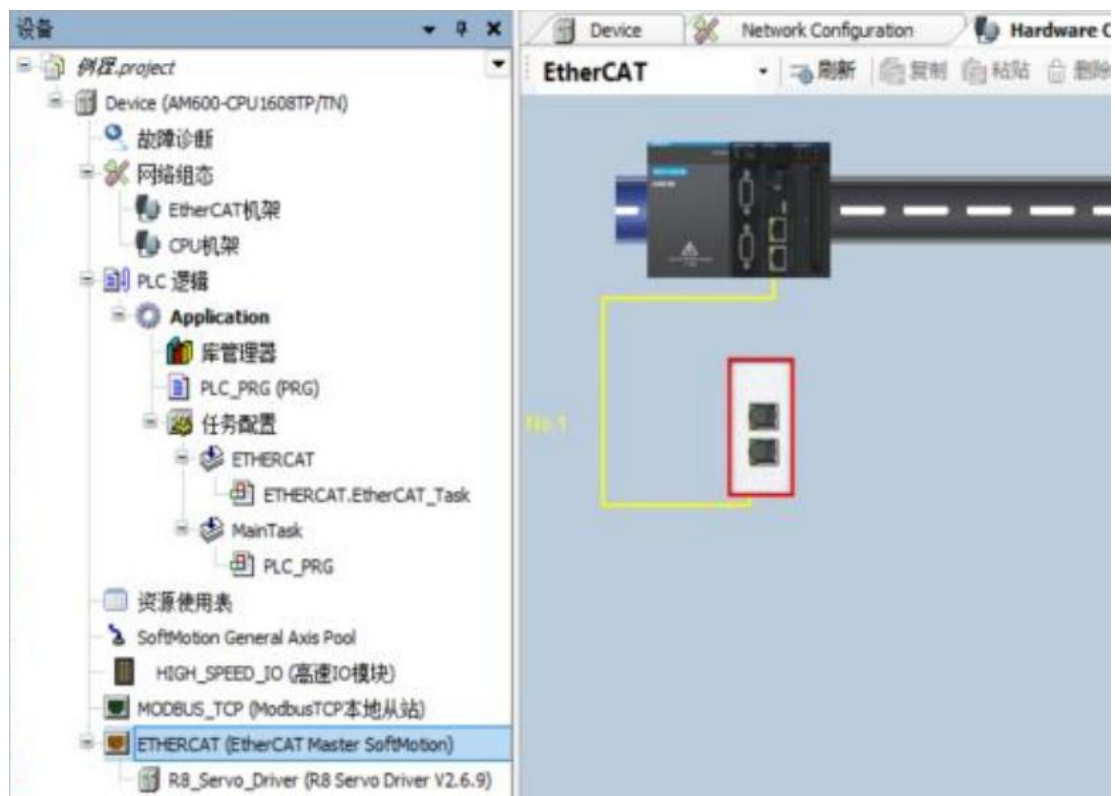 设备
例程.project
Device (AM600-CPU1608TP/TN)
故障诊断
网络组态
EtherCAT机架
CPU机架
PLC 逻辑
Application
库管理器
PLC_PRG (PRG)
任务配置
ETHERCAT
ETHERCAT.EtherCAT_Task
MainTask
PLC_PRG
资源使用表
SoftMotion General Axis Pool
HIGH_SPEED_IO (高速IO模块)
MODBUS_TCP (ModbusTCP本地从站)
ETHERCAT (EtherCAT Master SoftMotion)
R8_Servo_Driver (R8 Servo Driver V2.6.9)
Device Network Configuration Hardware C
EtherCAT 刷新 复制 粘贴 删除
No.1